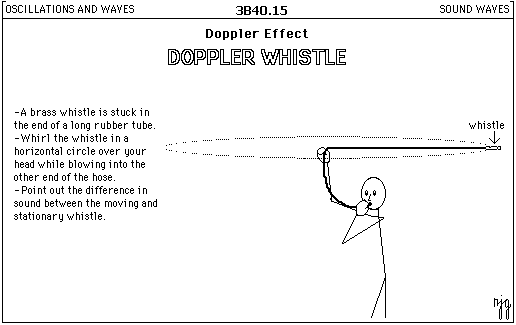 OSCILLATIONS AND WAVES 3B40.15 SOUND WAVES
Doppler Effect
DOPPLER WHISTLE
-A brass whistle is stuck in
the end of a long rubber tube.
-Whirl the whistle in a
horizontal circle over your
head while blowing into the
other end of the hose.
-Point out the difference in
sound between the moving and
stationary whistle.
whistle
njg